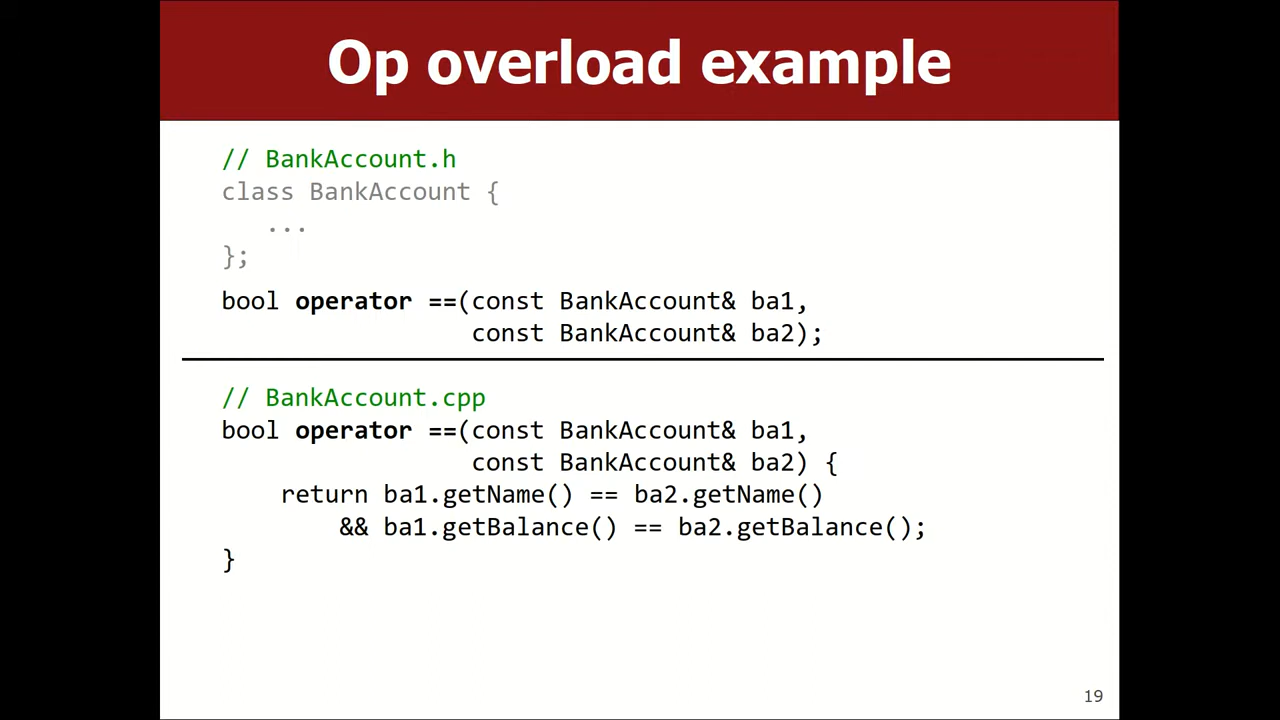 Op overload example
// BankAccount.h
class BankAccount {
   ...
};
bool operator ==(const BankAccount& ba1,
                 const BankAccount& ba2);
// BankAccount.cpp
bool operator ==(const BankAccount& ba1,
                 const BankAccount& ba2) {
    return ba1.getName() == ba2.getName()
        && ba1.getBalance() == ba2.getBalance();
}
19